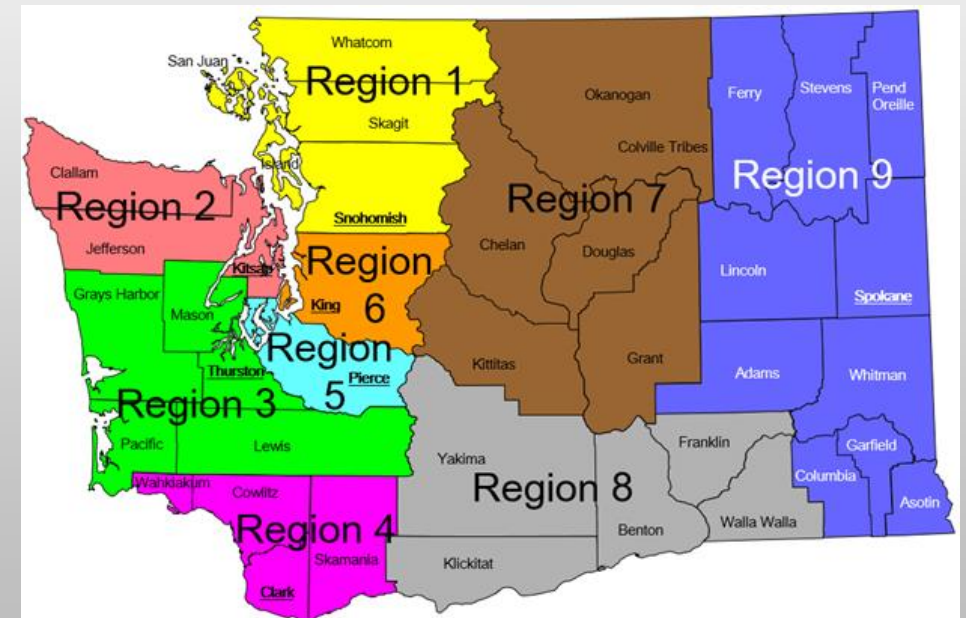 Whatcom
San Juan
Region 1
Skagit
Island
Snohomish
Clallam
Region 2
Jefferson
Kitsap
Grays Harbor
Mason
Thurston
Region 3
Pacific
Lewis
Wahkiakum
Cowlitz
Region 4
Skamania
Clark
Region
King
6
Region
Pierce
5
Okanogan
Colville Tribes
Region 7
Chelan
Douglas
Kittitas
Grant
Yakima
Region 8
Franklin
Benton
Walla Walla
Klickitat
Ferry
Stevens
Pend
Oreille
Region 9
Lincoln
Spokane
Adams
Whitman
Garfield
Columbia
Asotin